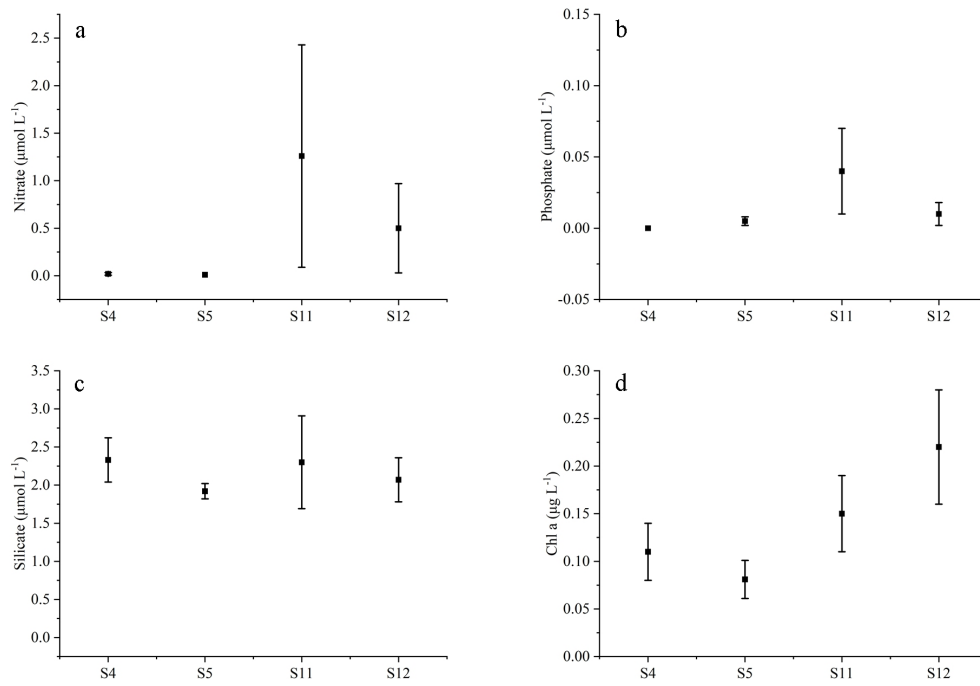 a
Nitrate (μmol L⁻¹)
2.5
2.0
1.5
1.0
0.5
0.0
S4 S5 S11 S12
b
Phosphate (μmol L⁻¹)
0.15
0.10
0.05
0.00
-0.05
S4 S5 S11 S12
c
Silicate (μmol L⁻¹)
3.5
3.0
2.5
2.0
1.5
1.0
0.5
0.0
S4 S5 S11 S12
d
Chl a (μg L⁻¹)
0.30
0.25
0.20
0.15
0.10
0.05
0.00
S4 S5 S11 S12